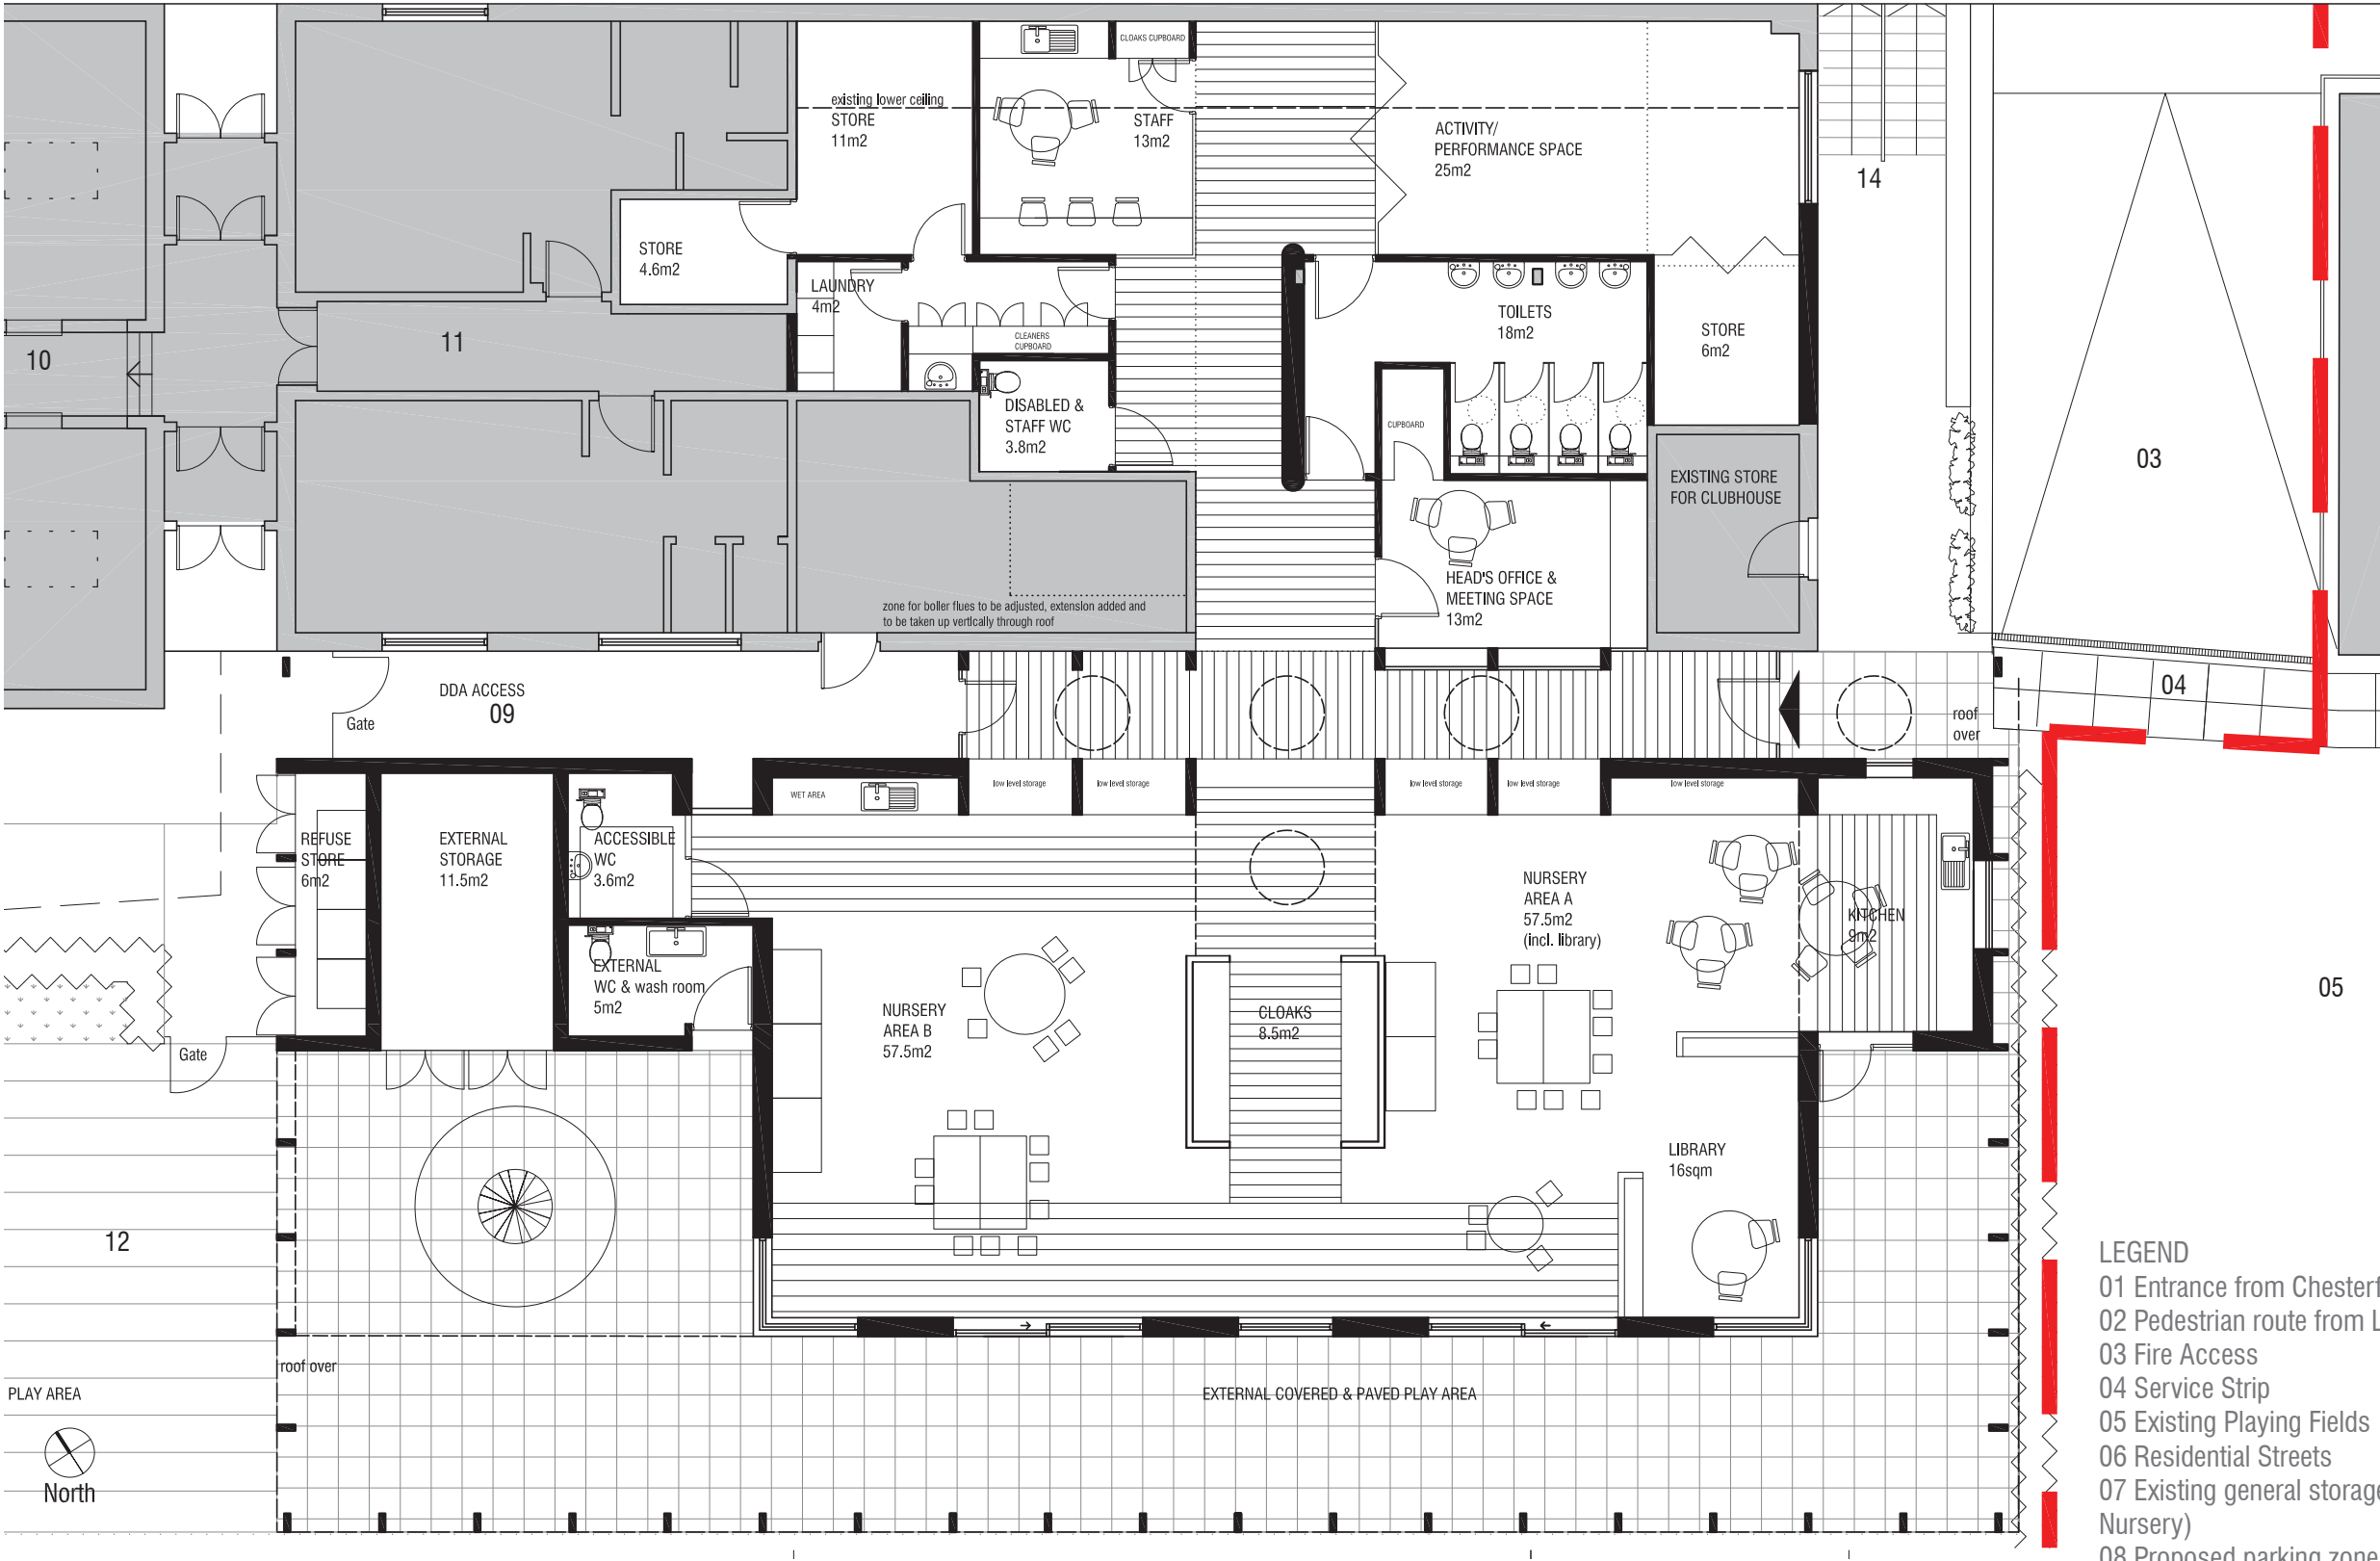 CLOAKS CUPBOARD
existing lower ceiling
STORE
11m2
STAFF
13m2
ACTIVITY/
PERFORMANCE SPACE
25m2
14
STORE
4.6m2
LAUNDRY
4m2
CLEANERS
CUPBOARD
TOILETS
18m2
STORE
6m2
10
11
DISABLED &
STAFF WC
3.8m2
CUPBOARD
EXISTING STORE
FOR CLUBHOUSE
03
HEAD'S OFFICE &
MEETING SPACE
13m2
zone for boiler flues to be adjusted, extension added and
to be taken up vertically through roof
DDA ACCESS
09
Gate
04
roof
over
WET AREA
low level storage
low level storage
low level storage
low level storage
low level storage
REFUSE
STORE
6m2
EXTERNAL
STORAGE
11.5m2
ACCESSIBLE
WC
3.6m2
NURSERY
AREA A
57.5m2
(incl. library)
KITCHEN
9m2
EXTERNAL
WC & wash room
5m2
NURSERY
AREA B
57.5m2
CLOAKS
8.5m2
05
Gate
LIBRARY
16sqm
12
roof over
PLAY AREA
EXTERNAL COVERED & PAVED PLAY AREA
North
LEGEND
01 Entrance from Chesterf
02 Pedestrian route from L
03 Fire Access
04 Service Strip
05 Existing Playing Fields
06 Residential Streets
07 Existing general storage
Nursery)
08 Proposed parking zone